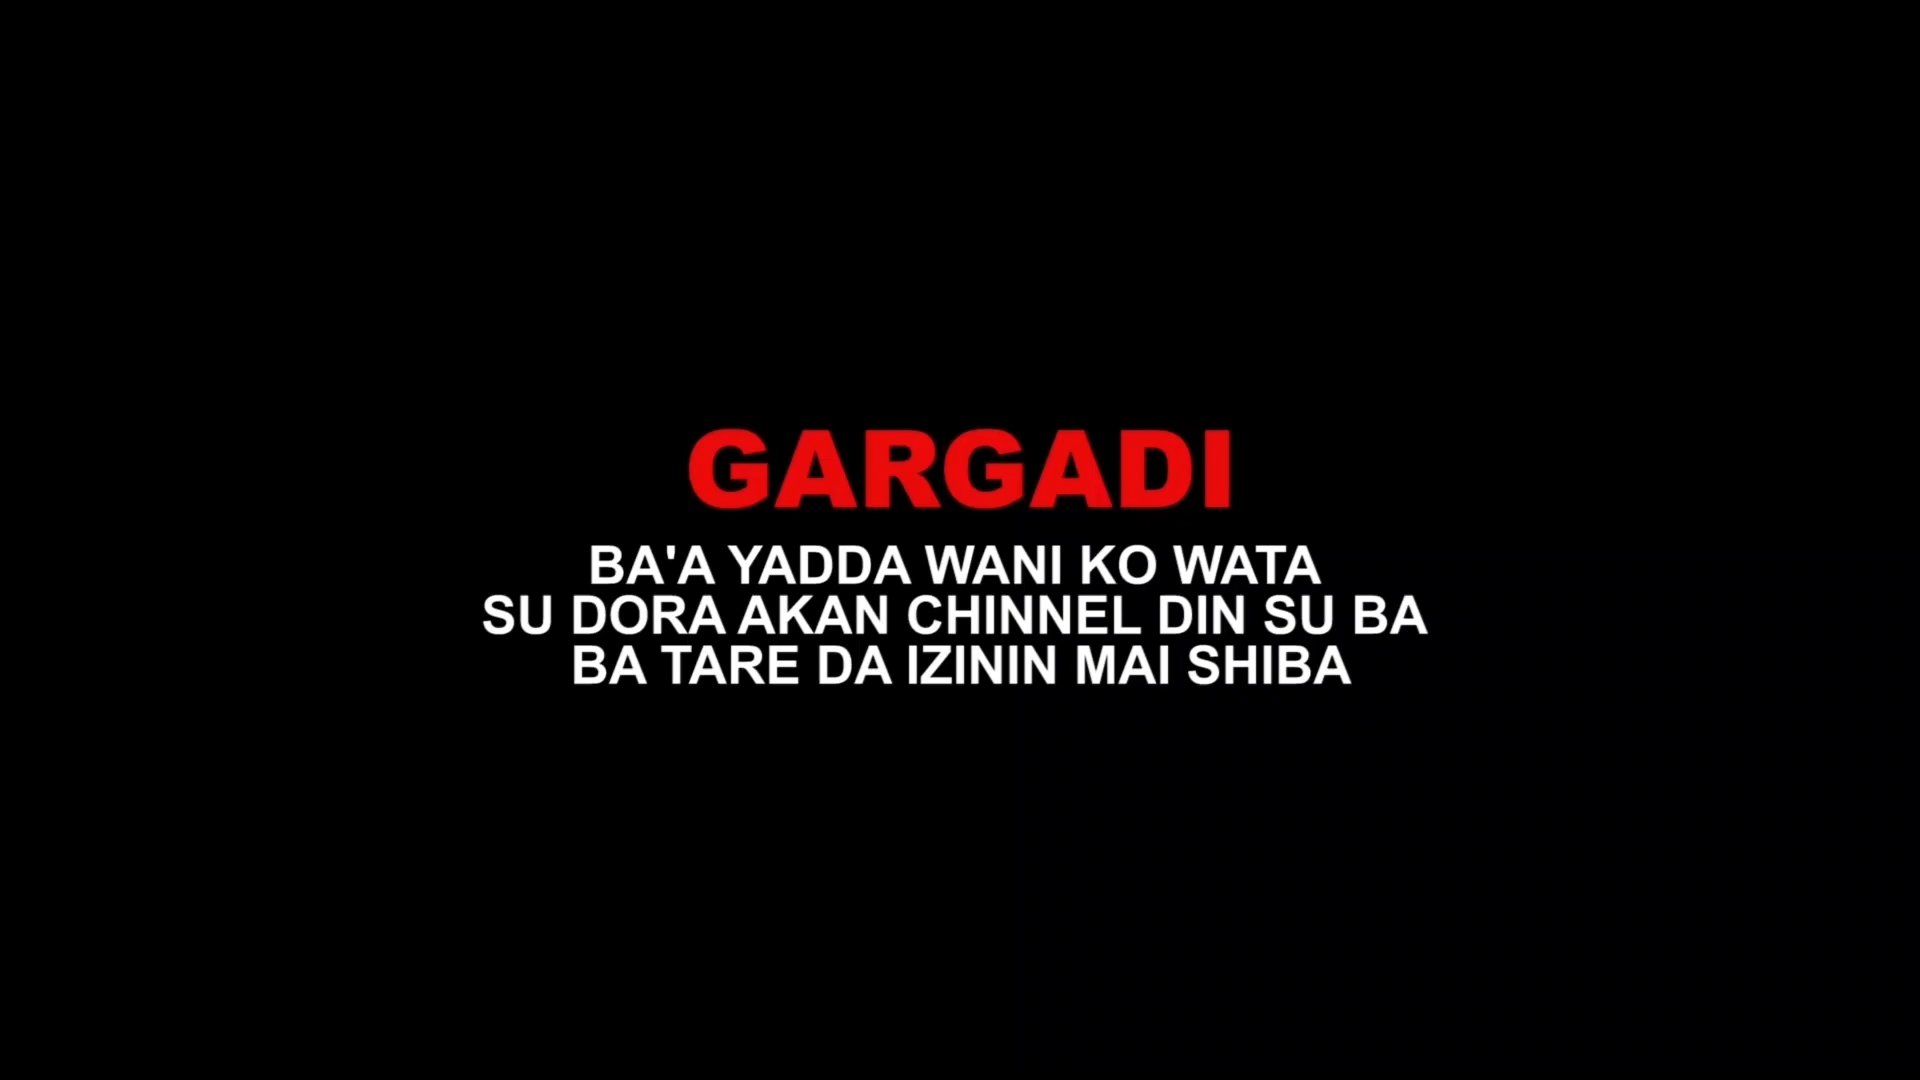 GARGADI
BA'A YADDA WANI KO WATA
SU DORA AKAN CHINNEL DIN SU BA
BA TARE DA IZININ MAI SHIBA